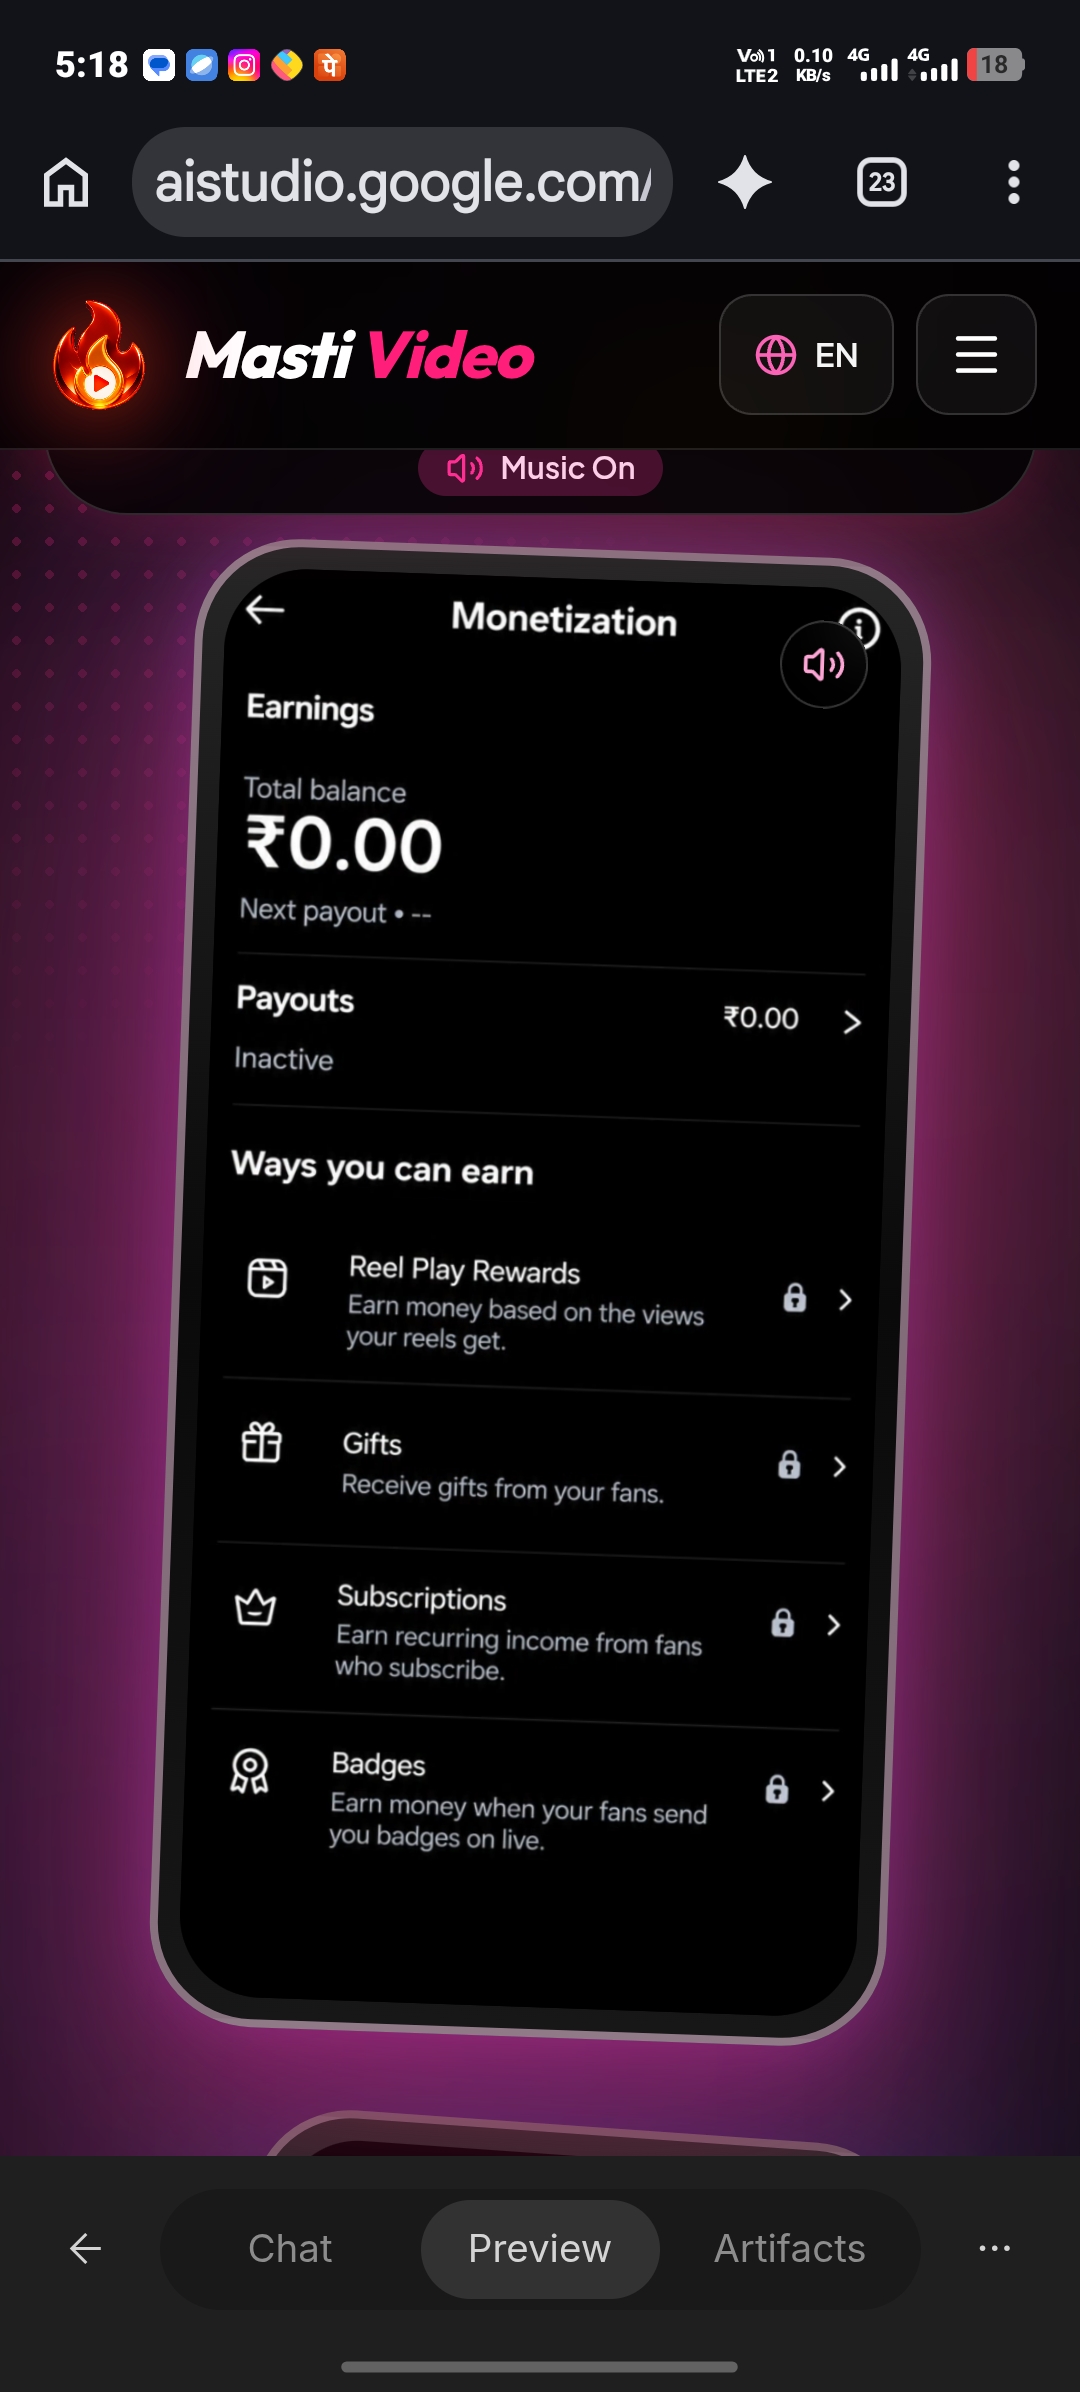 5:18
Vo))1 LTE2
0.10 KB/s
4G
4G
18
aistudio.google.com/
23
Masti Video
EN
Music On
Monetization
Earnings
Total balance
₹0.00
Next payout • --
Payouts
₹0.00
Inactive
Ways you can earn
Reel Play Rewards
Earn money based on the views
your reels get.
Gifts
Receive gifts from your fans.
Subscriptions
Earn recurring income from fans
who subscribe.
Badges
Earn money when your fans send
you badges on live.
Chat
Preview
Artifacts